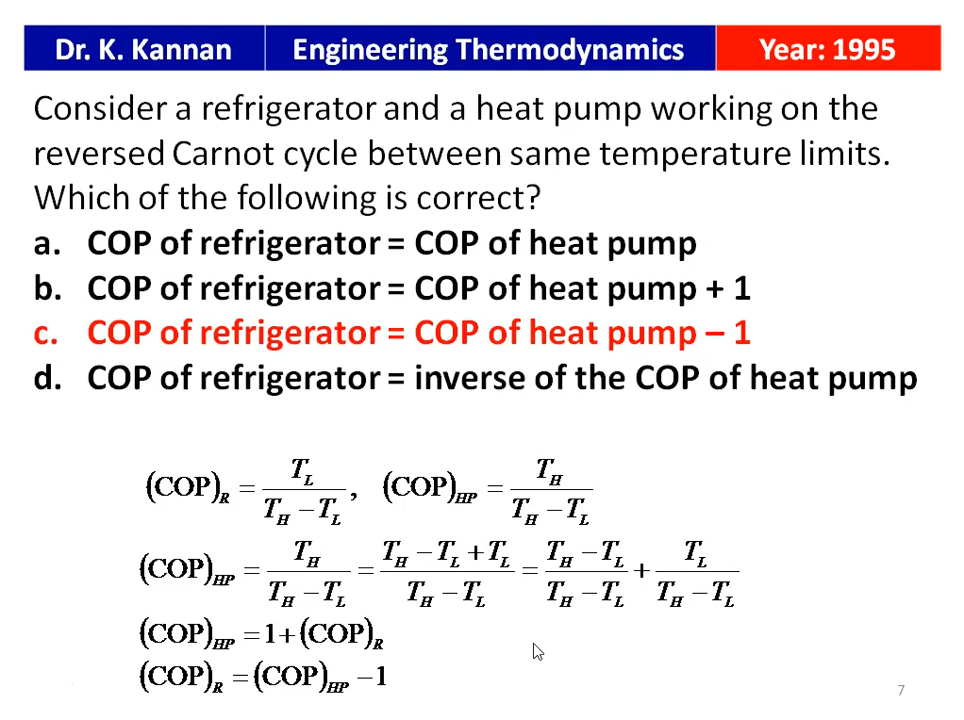 Dr. K. Kannan Engineering Thermodynamics Year: 1995
Consider a refrigerator and a heat pump working on the
reversed Carnot cycle between same temperature limits.
Which of the following is correct?
a. COP of refrigerator = COP of heat pump
b. COP of refrigerator = COP of heat pump + 1
c. COP of refrigerator = COP of heat pump – 1
d. COP of refrigerator = inverse of the COP of heat pump
(COP)_R = T_L / (T_H − T_L), (COP)_HP = T_H / (T_H − T_L)
(COP)_HP = T_H / (T_H − T_L) = (T_H − T_L + T_L) / (T_H − T_L) = (T_H − T_L) / (T_H − T_L) + T_L / (T_H − T_L)
(COP)_HP = 1 + (COP)_R
(COP)_R = (COP)_HP − 1
7